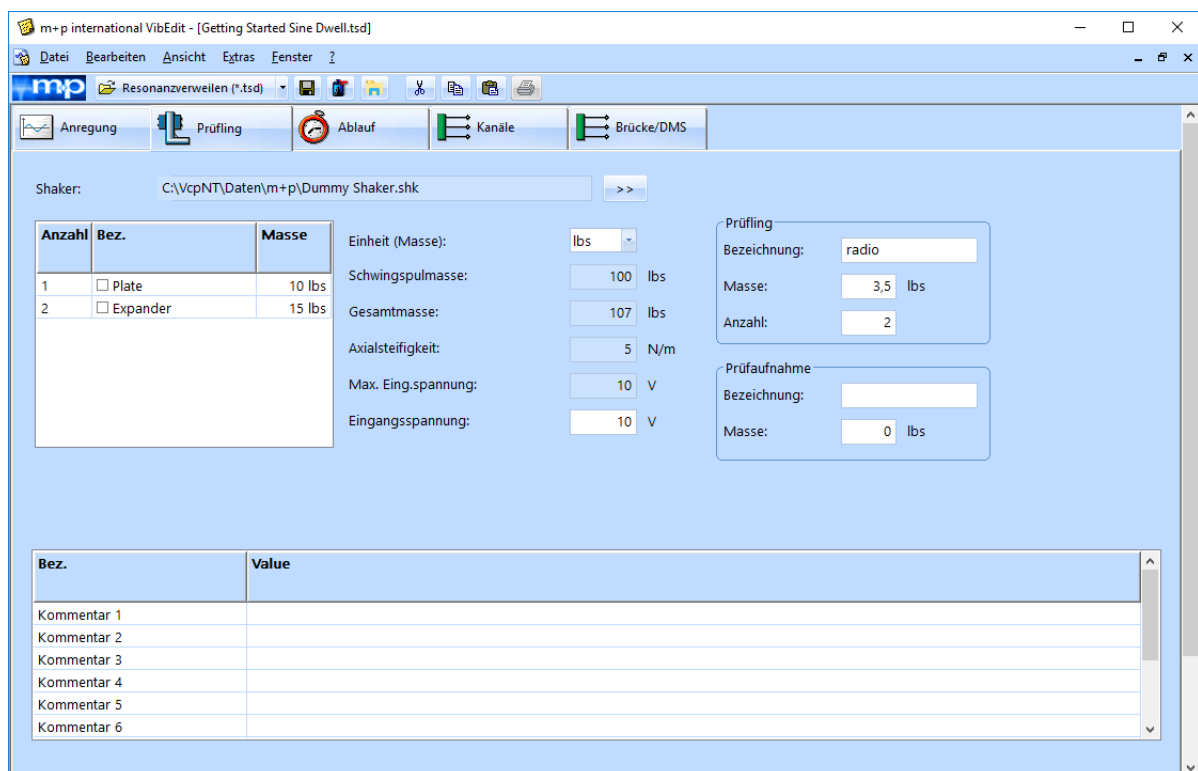 m+p international VibEdit - [Getting Started Sine Dwell.tsd]
Datei Bearbeiten Ansicht Extras Fenster ?
m+p Resonanzverweilen (*.tsd)
Anregung Prüfling Ablauf Kanäle Brücke/DMS
Shaker: C:\VcpNT\Daten\m+p\Dummy Shaker.shk >>
Anzahl Bez. Masse
1 Plate 10 lbs
2 Expander 15 lbs
Einheit (Masse): lbs
Schwingspulmasse: 100 lbs
Gesamtmasse: 107 lbs
Axialsteifigkeit: 5 N/m
Max. Eing.spannung: 10 V
Eingangsspannung: 10 V
Prüfling
Bezeichnung: radio
Masse: 3,5 lbs
Anzahl: 2
Prüfaufnahme
Bezeichnung:
Masse: 0 lbs
Bez. Value
Kommentar 1
Kommentar 2
Kommentar 3
Kommentar 4
Kommentar 5
Kommentar 6